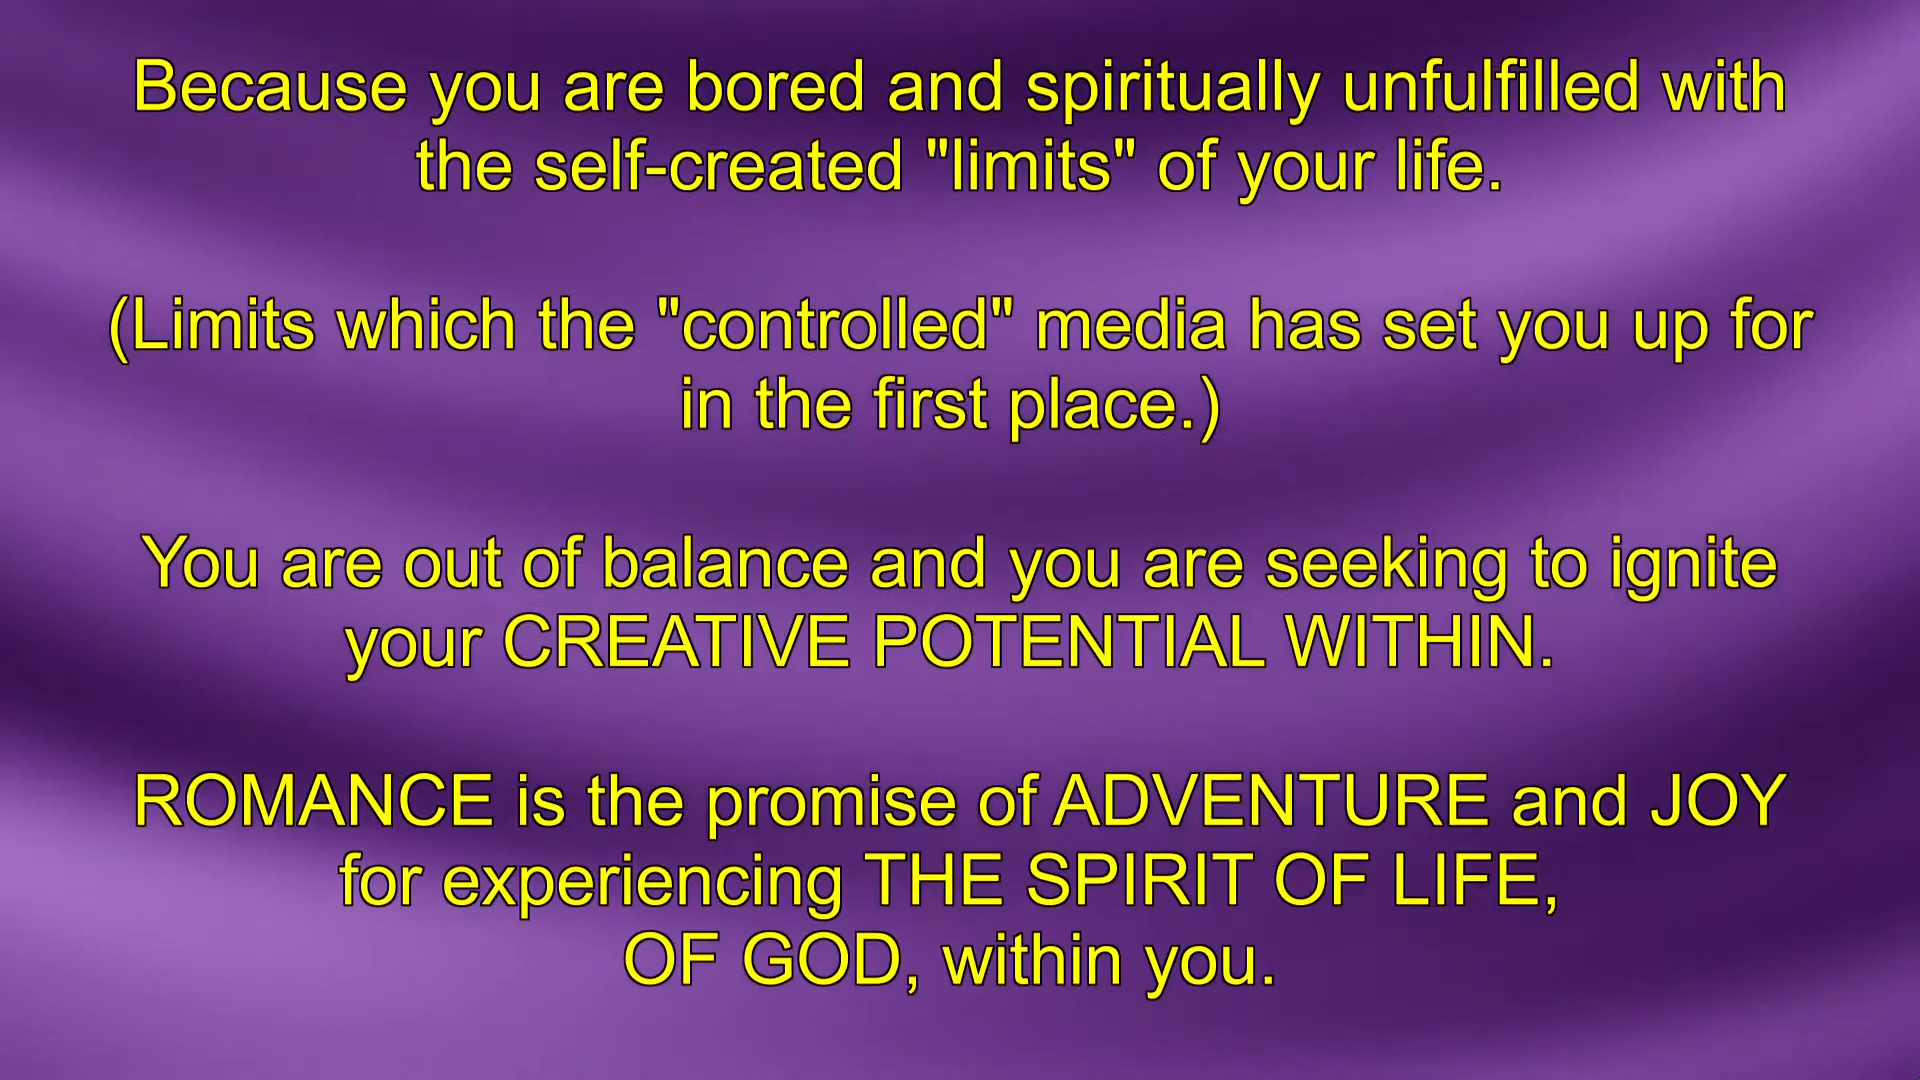 Because you are bored and spiritually unfulfilled with
the self-created "limits" of your life.
(Limits which the "controlled" media has set you up for
in the first place.)
You are out of balance and you are seeking to ignite
your CREATIVE POTENTIAL WITHIN.
ROMANCE is the promise of ADVENTURE and JOY
for experiencing THE SPIRIT OF LIFE,
OF GOD, within you.